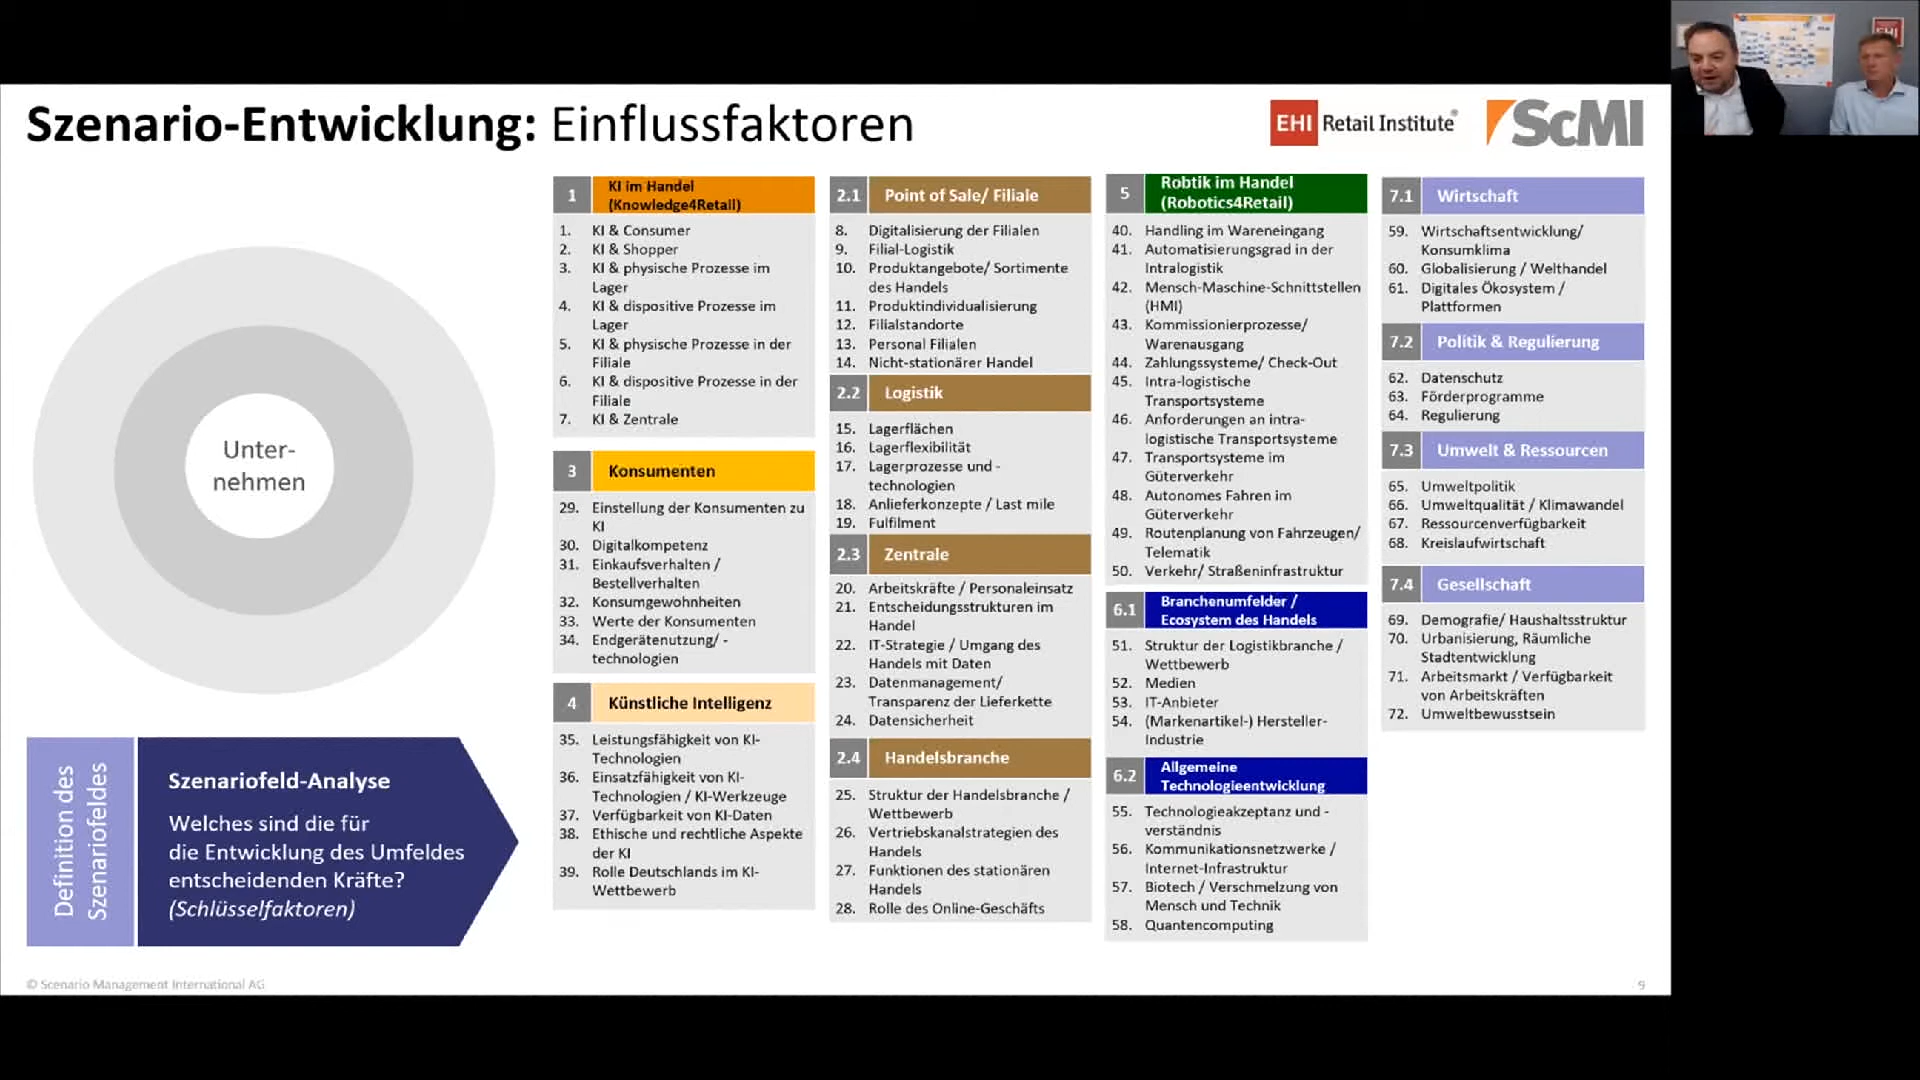 Szenario-Entwicklung: Einflussfaktoren
EHI Retail Institute®
ScMI
EHI
Unter-
nehmen
Definition des
Szenariofeldes
Szenariofeld-Analyse
Welches sind die für
die Entwicklung des Umfeldes
entscheidenden Kräfte?
(Schlüsselfaktoren)
1 KI im Handel
(Knowledge4Retail)
1. KI & Consumer
2. KI & Shopper
3. KI & physische Prozesse im
Lager
4. KI & dispositive Prozesse im
Lager
5. KI & physische Prozesse in der
Filiale
6. KI & dispositive Prozesse in der
Filiale
7. KI & Zentrale
3 Konsumenten
29. Einstellung der Konsumenten zu
KI
30. Digitalkompetenz
31. Einkaufsverhalten /
Bestellverhalten
32. Konsumgewohnheiten
33. Werte der Konsumenten
34. Endgerätenutzung/ -
technologien
4 Künstliche Intelligenz
35. Leistungsfähigkeit von KI-
Technologien
36. Einsatzfähigkeit von KI-
Technologien / KI-Werkzeuge
37. Verfügbarkeit von KI-Daten
38. Ethische und rechtliche Aspekte
der KI
39. Rolle Deutschlands im KI-
Wettbewerb
2.1 Point of Sale/ Filiale
8. Digitalisierung der Filialen
9. Filial-Logistik
10. Produktangebote/ Sortimente
des Handels
11. Produktindividualisierung
12. Filialstandorte
13. Personal Filialen
14. Nicht-stationärer Handel
2.2 Logistik
15. Lagerflächen
16. Lagerflexibilität
17. Lagerprozesse und -
technologien
18. Anlieferkonzepte / Last mile
19. Fulfilment
2.3 Zentrale
20. Arbeitskräfte / Personaleinsatz
21. Entscheidungsstrukturen im
Handel
22. IT-Strategie / Umgang des
Handels mit Daten
23. Datenmanagement/
Transparenz der Lieferkette
24. Datensicherheit
2.4 Handelsbranche
25. Struktur der Handelsbranche /
Wettbewerb
26. Vertriebskanalstrategien des
Handels
27. Funktionen des stationären
Handels
28. Rolle des Online-Geschäfts
5 Robtik im Handel
(Robotics4Retail)
40. Handling im Wareneingang
41. Automatisierungsgrad in der
Intralogistik
42. Mensch-Maschine-Schnittstellen
(HMI)
43. Kommissionierprozesse/
Warenausgang
44. Zahlungssysteme/ Check-Out
45. Intra-logistische
Transportsysteme
46. Anforderungen an intra-
logistische Transportsysteme
47. Transportsysteme im
Güterverkehr
48. Autonomes Fahren im
Güterverkehr
49. Routenplanung von Fahrzeugen/
Telematik
50. Verkehr/ Straßeninfrastruktur
6.1 Branchenumfelder /
Ecosystem des Handels
51. Struktur der Logistikbranche /
Wettbewerb
52. Medien
53. IT-Anbieter
54. (Markenartikel-) Hersteller-
Industrie
6.2 Allgemeine
Technologieentwicklung
55. Technologieakzeptanz und -
verständnis
56. Kommunikationsnetzwerke /
Internet-Infrastruktur
57. Biotech / Verschmelzung von
Mensch und Technik
58. Quantencomputing
7.1 Wirtschaft
59. Wirtschaftsentwicklung/
Konsumklima
60. Globalisierung / Welthandel
61. Digitales Ökosystem /
Plattformen
7.2 Politik & Regulierung
62. Datenschutz
63. Förderprogramme
64. Regulierung
7.3 Umwelt & Ressourcen
65. Umweltpolitik
66. Umweltqualität / Klimawandel
67. Ressourcenverfügbarkeit
68. Kreislaufwirtschaft
7.4 Gesellschaft
69. Demografie/ Haushaltsstruktur
70. Urbanisierung, Räumliche
Stadtentwicklung
71. Arbeitsmarkt / Verfügbarkeit
von Arbeitskräften
72. Umweltbewusstsein
© Scenario Management International AG
9